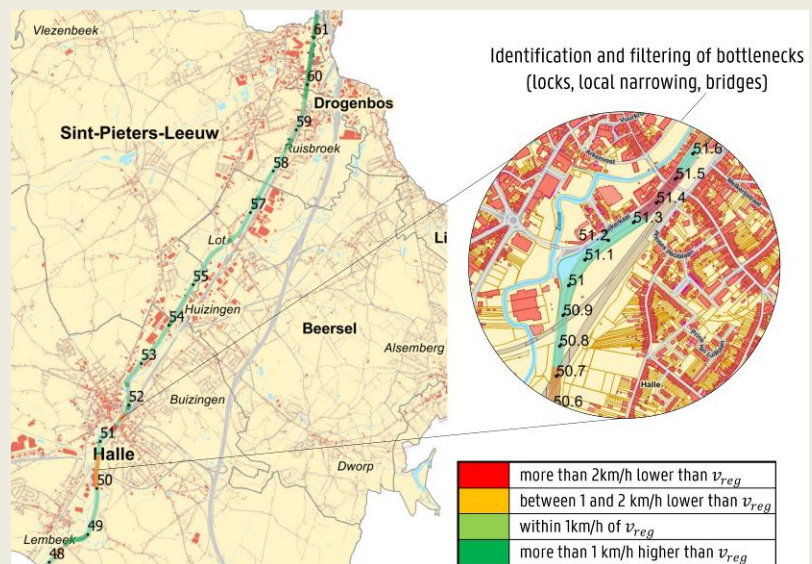 Vlezenbeek
61
60
Drogenbos
59
Sint-Pieters-Leeuw
Ruisbroek
58
57
Lot
Li
55
Huizingen
54
Beersel
Alsemberg
53
52
Buizingen
51
Halle
Dworp
50
49
Lembeek
48
Identification and filtering of bottlenecks
(locks, local narrowing, bridges)
51.6
51.5
51.4
51.3
51.2
51.1
51
50.9
50.8
50.7
Halle
50.6
more than 2km/h lower than v_reg
between 1 and 2 km/h lower than v_reg
within 1km/h of v_reg
more than 1 km/h higher than v_reg